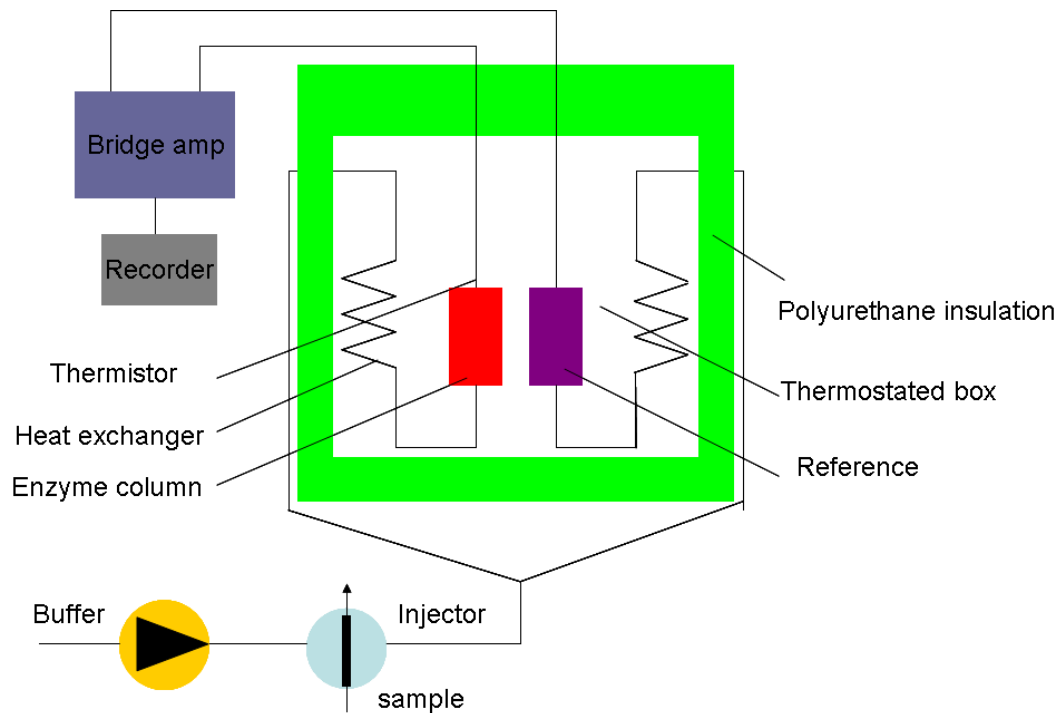 Bridge amp
Recorder
Polyurethane insulation
Thermistor
Thermostated box
Heat exchanger
Reference
Enzyme column
Buffer
Injector
sample